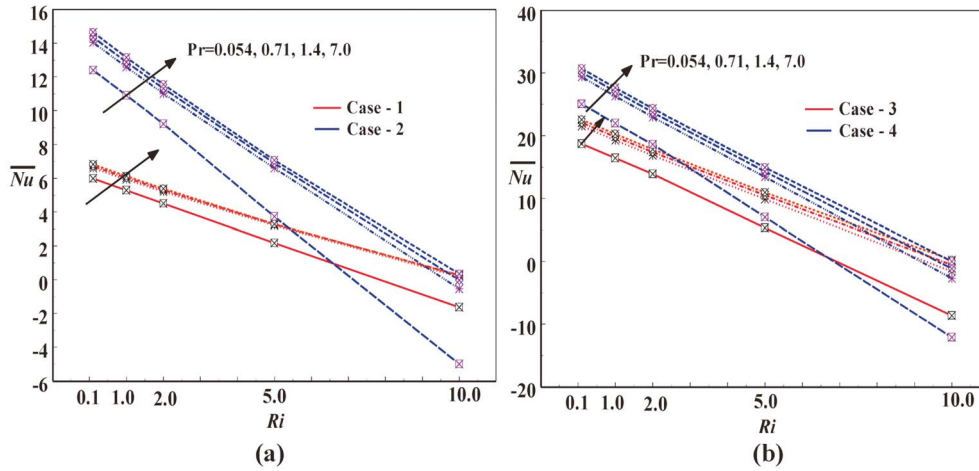 16
14
12
10
8
6
4
2
0
-2
-4
-6
Nu
Pr=0.054, 0.71, 1.4, 7.0
Case - 1
Case - 2
0.1 1.0 2.0 5.0 10.0
Ri
(a)
40
30
20
10
0
-10
-20
Nu
Pr=0.054, 0.71, 1.4, 7.0
Case - 3
Case - 4
0.1 1.0 2.0 5.0 10.0
Ri
(b)